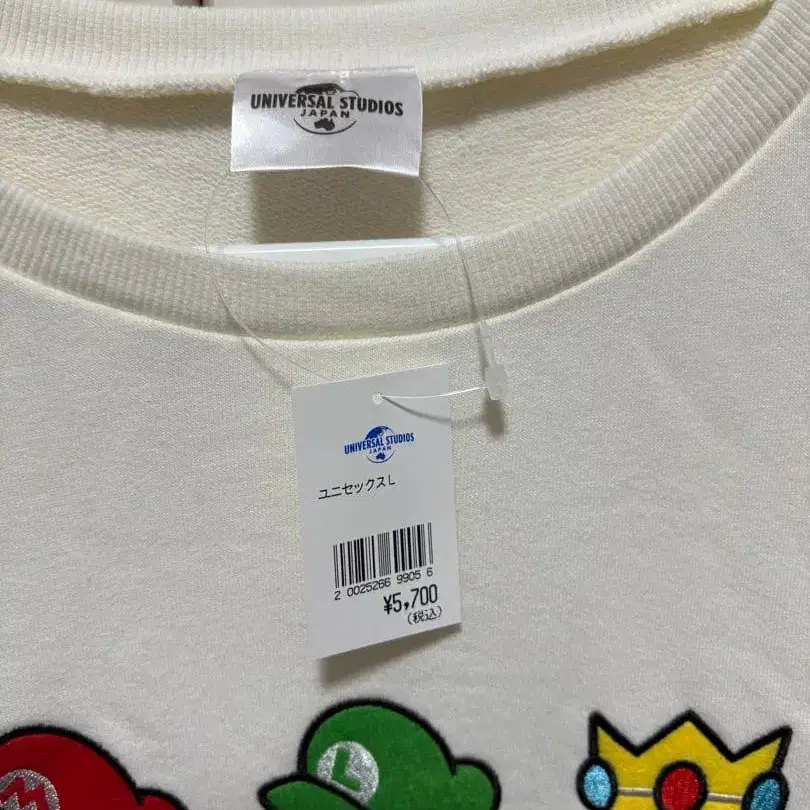 UNIVERSAL STUDIOS
JAPAN
UNIVERSAL STUDIOS
JAPAN
ユニセックスL
2 0025266 9905 6
¥5,700
(税込)
M
L